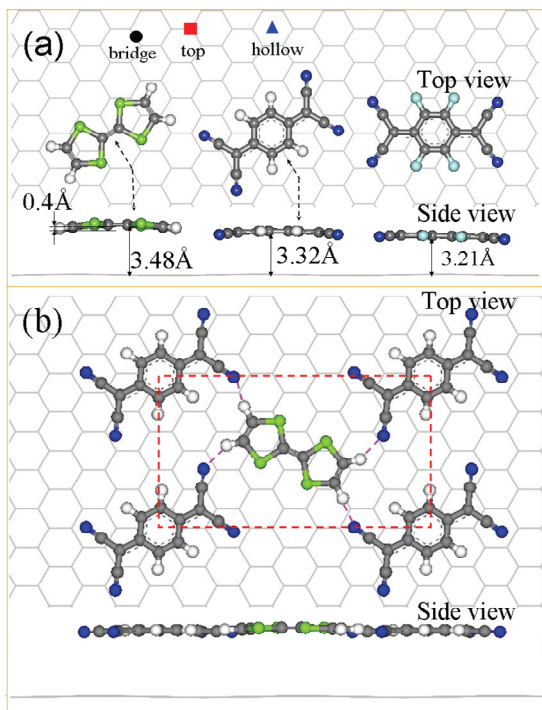 (a)
bridge top hollow
Top view
0.4Å
Side view
3.48Å 3.32Å 3.21Å
(b)
Top view
Side view